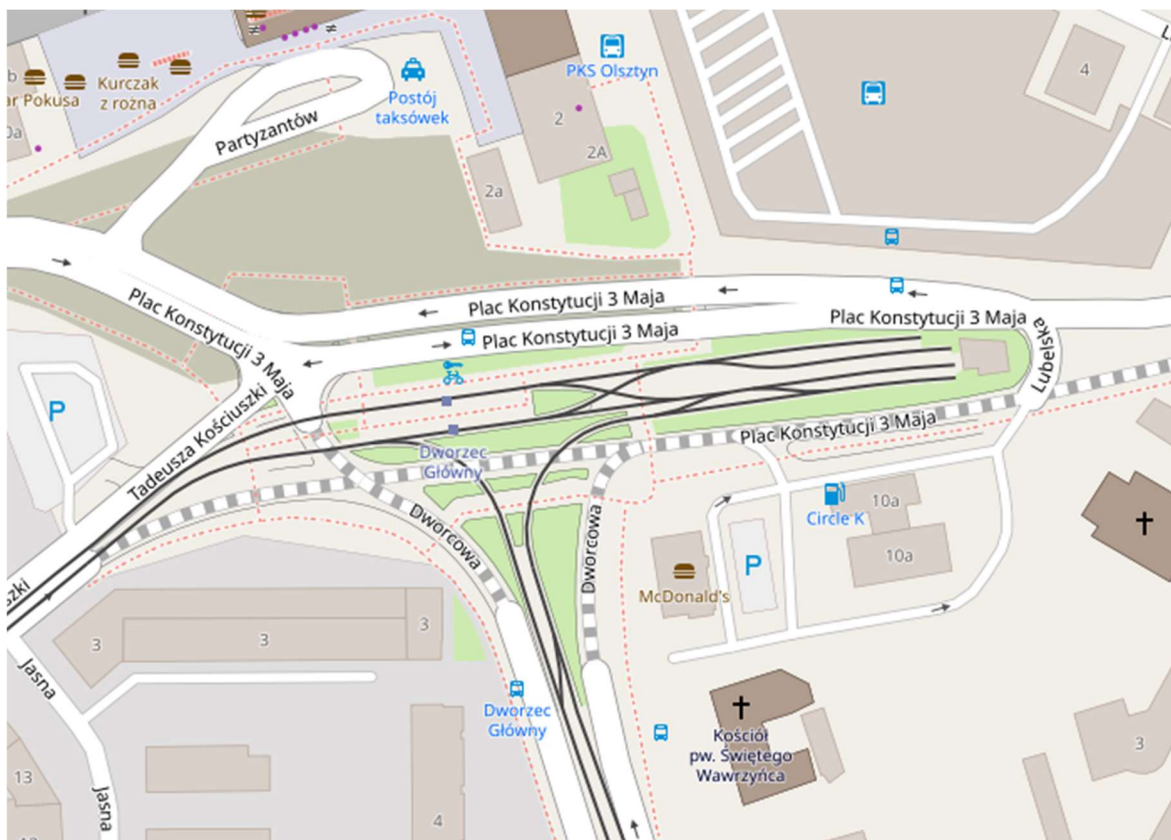 b
ar Pokusa
Kurczak
z rożna
0a
Postój
taksówek
Partyzantów
PKS Olsztyn
2
2A
2a
4
L
Plac Konstytucji 3 Maja
Plac Konstytucji 3 Maja
Plac Konstytucji 3 Maja
Plac Konstytucji 3 Maja
Lubelska
P
Tadeusza Kościuszki
Dworzec
Główny
Plac Konstytucji 3 Maja
Dworcowa
Dworcowa
Circle K
10a
10a
P
McDonald's
szki
3
3
3
Jasna
Dworzec
Główny
Kościół
pw. Świętego
Wawrzyńca
3
13
Jasna
4